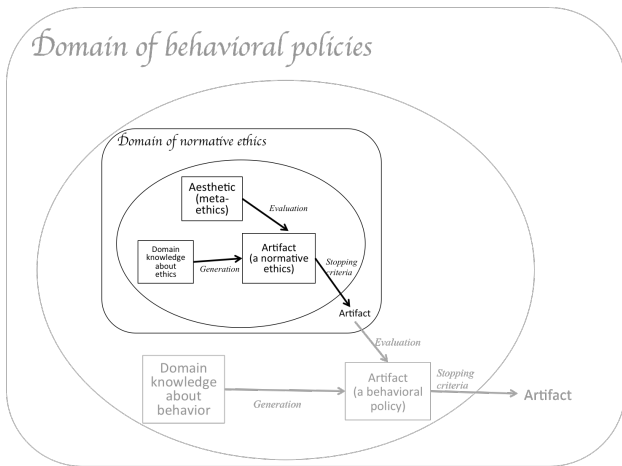 Domain of behavioral policies
Domain of normative ethics
Aesthetic
(meta-
ethics)
Evaluation
Domain
knowledge
about
ethics
Generation
Artifact
(a normative
ethics)
Stopping
criteria
Artifact
Evaluation
Domain
knowledge
about
behavior
Generation
Artifact
(a behavioral
policy)
Stopping
criteria
Artifact